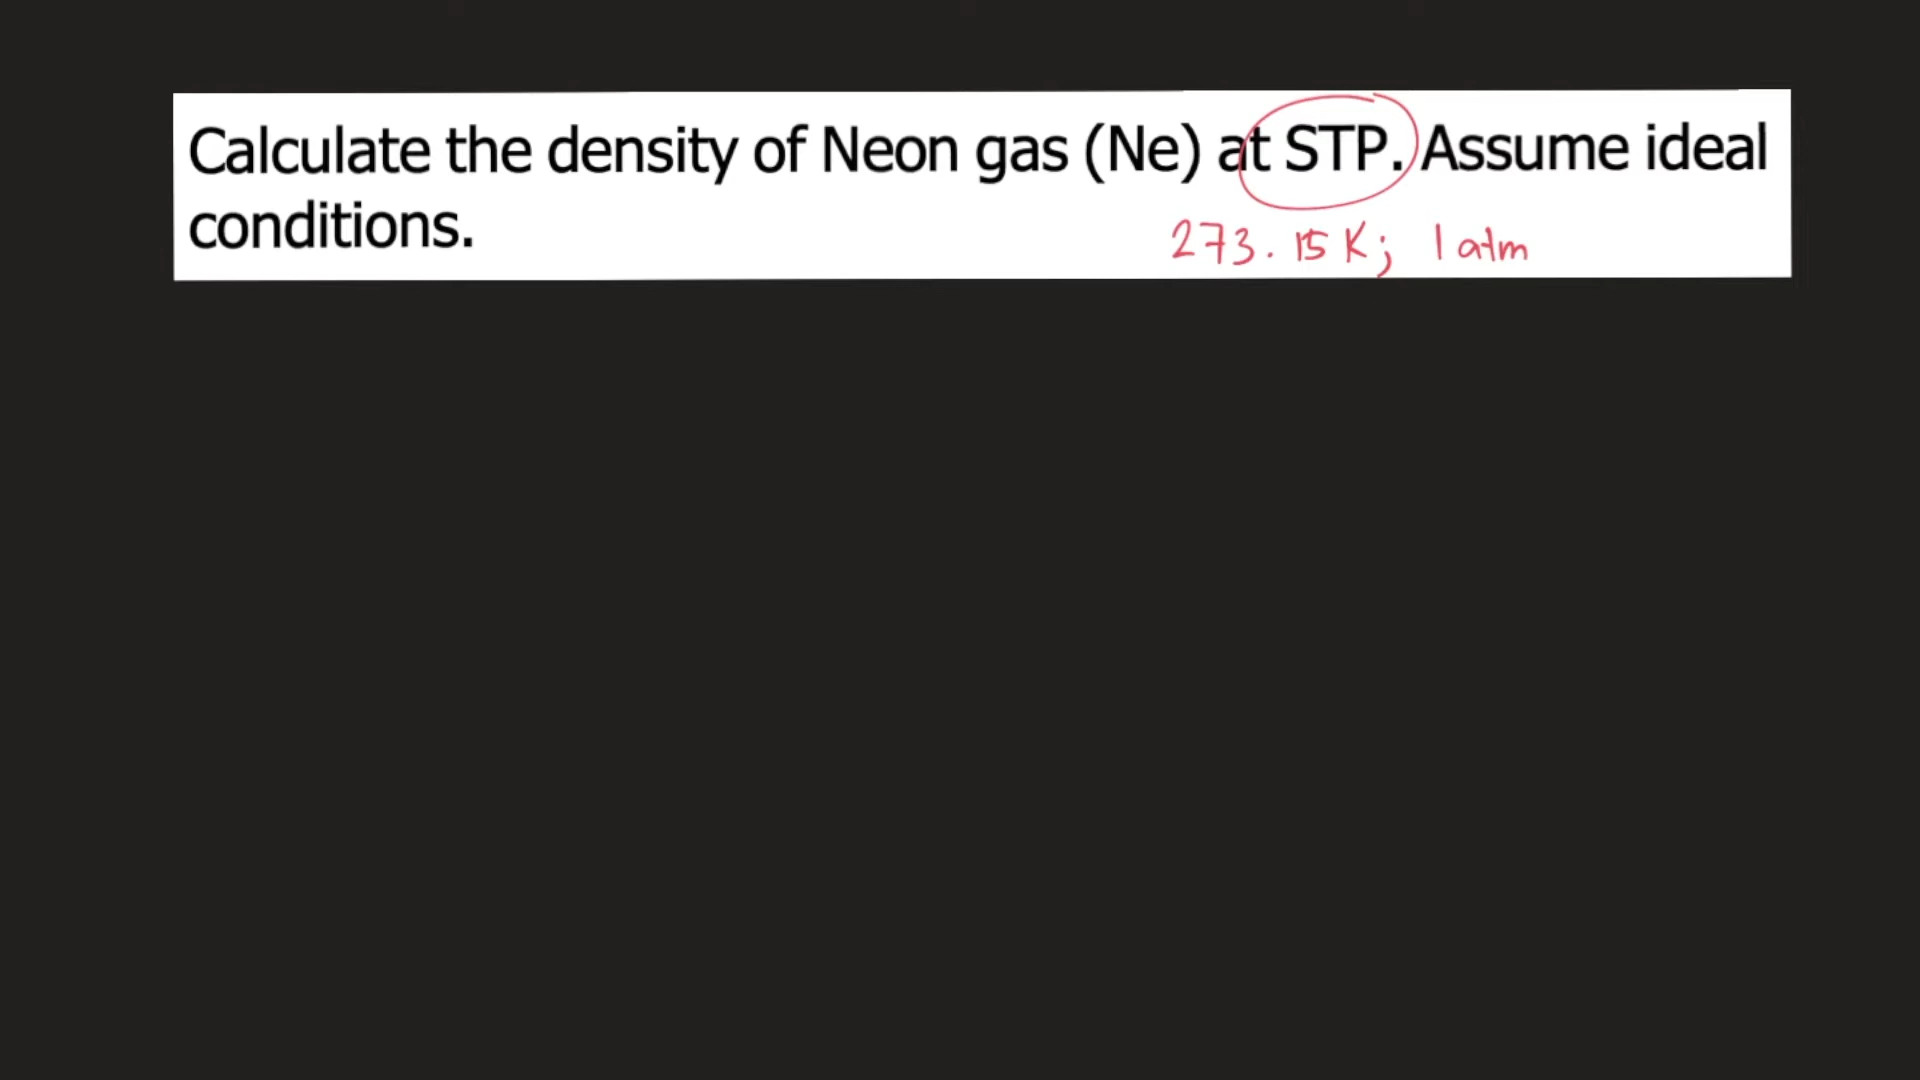 Calculate the density of Neon gas (Ne) at STP. Assume ideal
conditions.
273.15 K; 1 atm